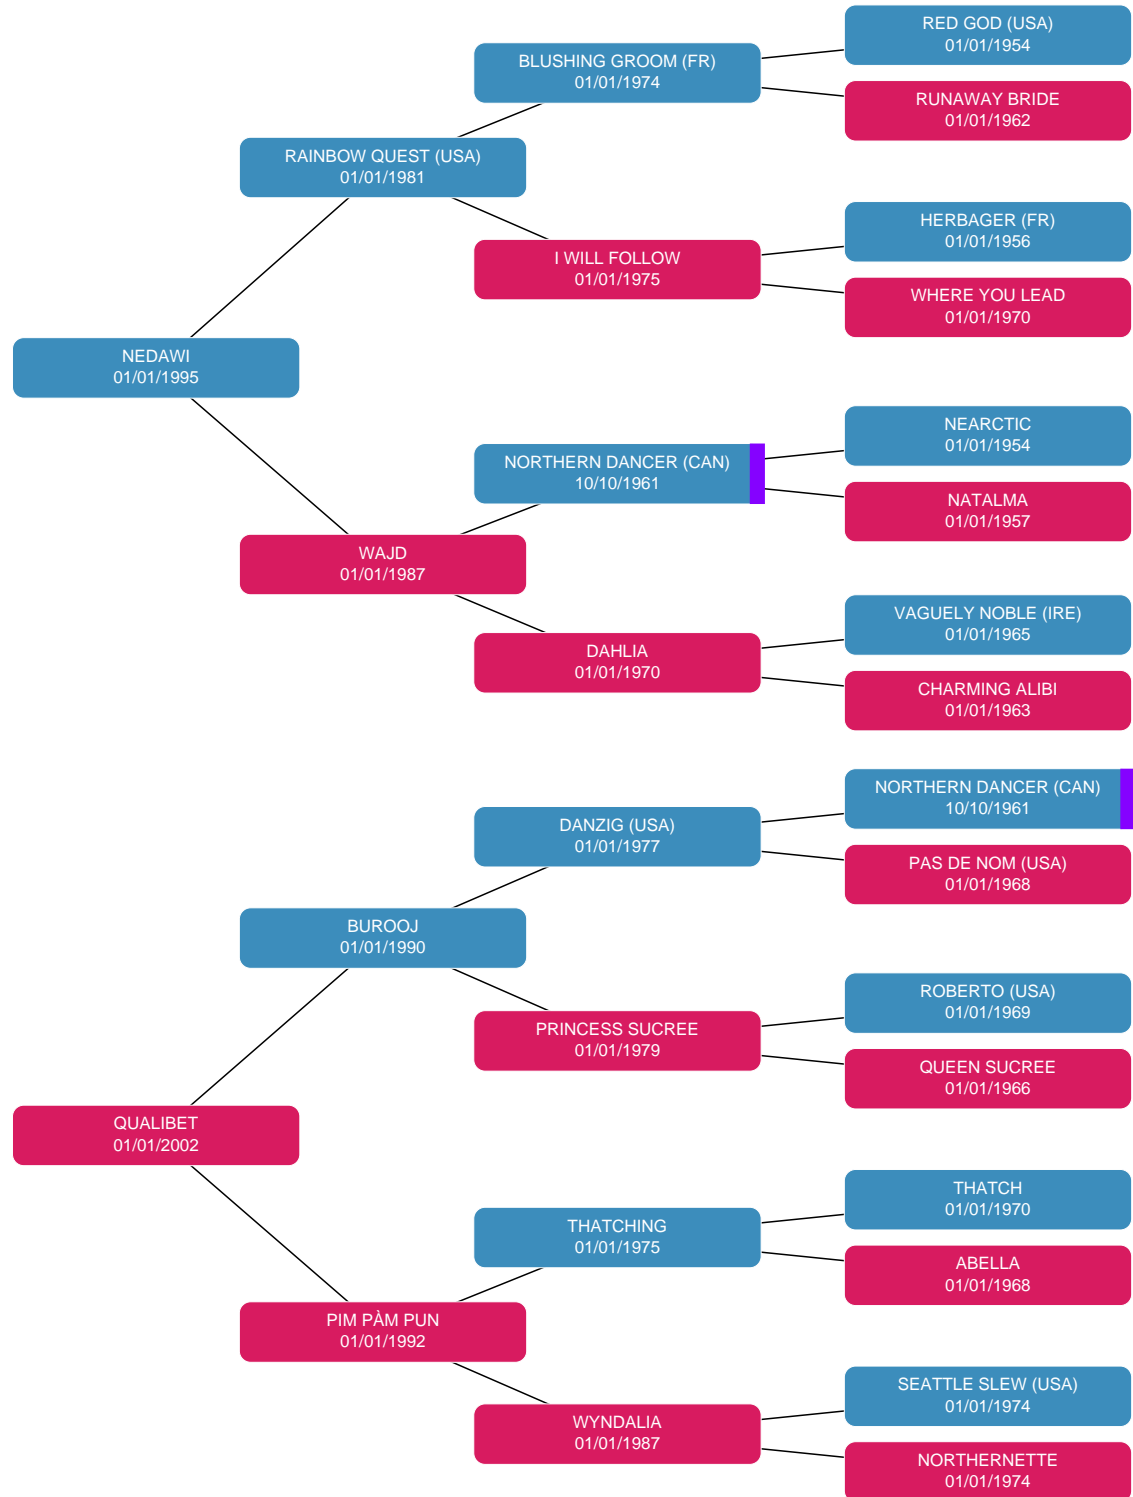 RED GOD (USA)
01/01/1954
BLUSHING GROOM (FR)
01/01/1974
RUNAWAY BRIDE
01/01/1962
RAINBOW QUEST (USA)
01/01/1981
HERBAGER (FR)
01/01/1956
I WILL FOLLOW
01/01/1975
WHERE YOU LEAD
01/01/1970
NEDAWI
01/01/1995
NEARCTIC
01/01/1954
NORTHERN DANCER (CAN)
10/10/1961
NATALMA
01/01/1957
WAJD
01/01/1987
VAGUELY NOBLE (IRE)
01/01/1965
DAHLIA
01/01/1970
CHARMING ALIBI
01/01/1963
NORTHERN DANCER (CAN)
10/10/1961
DANZIG (USA)
01/01/1977
PAS DE NOM (USA)
01/01/1968
BUROOJ
01/01/1990
ROBERTO (USA)
01/01/1969
PRINCESS SUCREE
01/01/1979
QUEEN SUCREE
01/01/1966
QUALIBET
01/01/2002
THATCH
01/01/1970
THATCHING
01/01/1975
ABELLA
01/01/1968
PIM PÀM PUN
01/01/1992
SEATTLE SLEW (USA)
01/01/1974
WYNDALIA
01/01/1987
NORTHERNETTE
01/01/1974